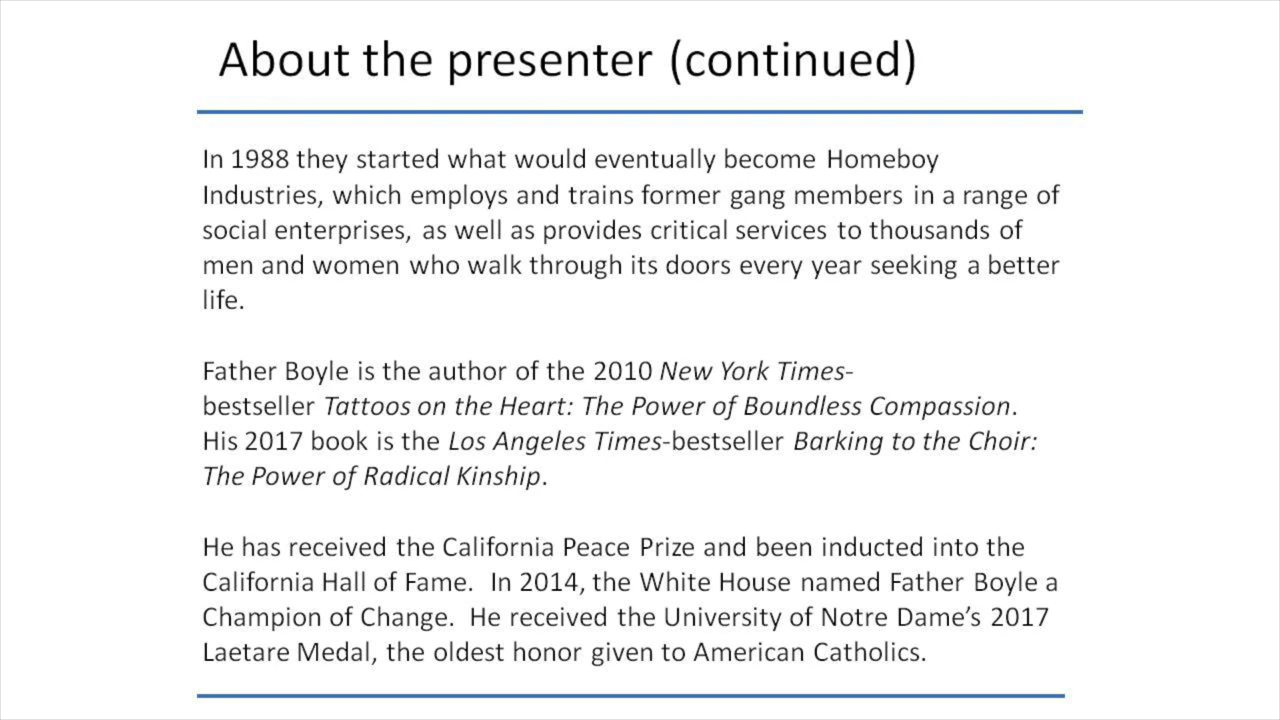 About the presenter (continued)
In 1988 they started what would eventually become Homeboy
Industries, which employs and trains former gang members in a range of
social enterprises, as well as provides critical services to thousands of
men and women who walk through its doors every year seeking a better
life.
Father Boyle is the author of the 2010 New York Times-
bestseller Tattoos on the Heart: The Power of Boundless Compassion.
His 2017 book is the Los Angeles Times-bestseller Barking to the Choir:
The Power of Radical Kinship.
He has received the California Peace Prize and been inducted into the
California Hall of Fame.  In 2014, the White House named Father Boyle a
Champion of Change.  He received the University of Notre Dame’s 2017
Laetare Medal, the oldest honor given to American Catholics.